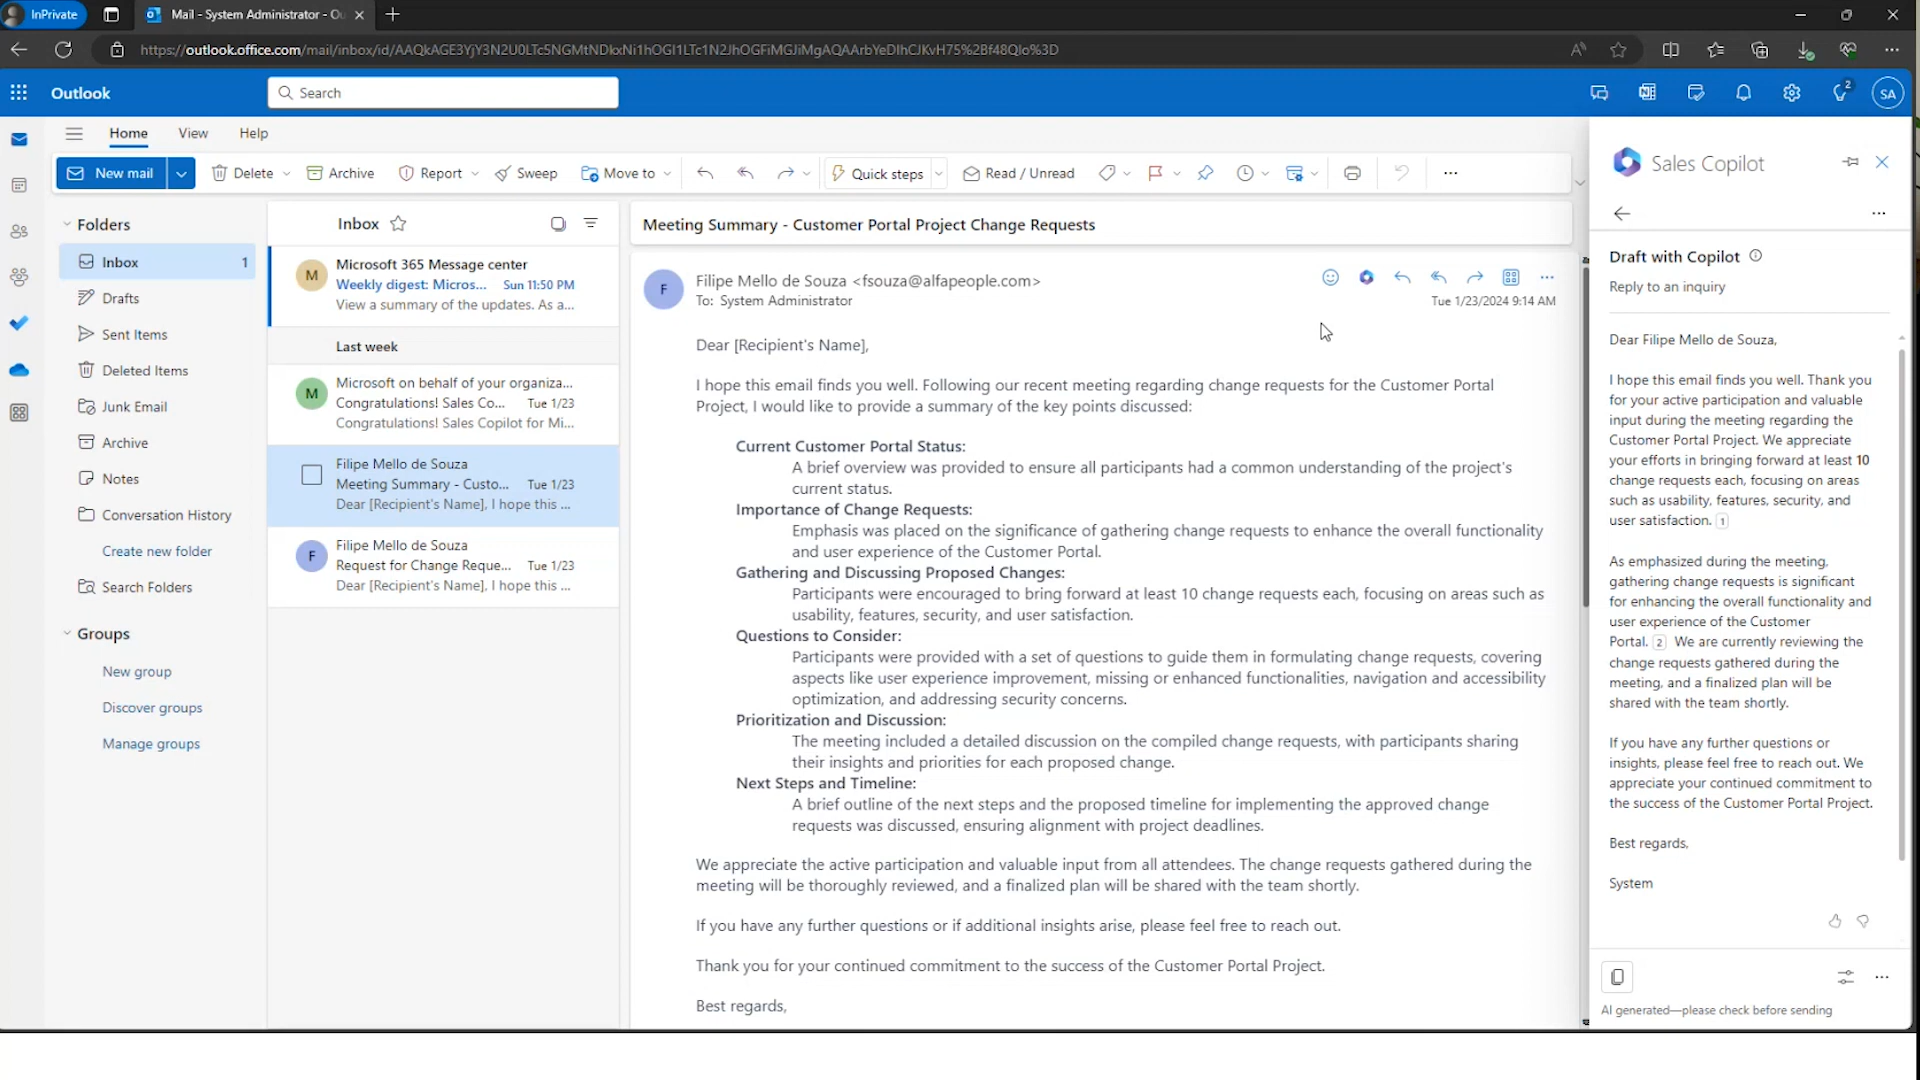 InPrivate
Mail - System Administrator - Ou
https://outlook.office.com/mail/inbox/id/
Outlook
Search
2
SA
Home View Help
New mail Delete Archive Report Sweep Move to Quick steps Read / Unread
Folders
Inbox 1
Drafts
Sent Items
Deleted Items
Junk Email
Archive
Notes
Conversation History
Create new folder
Search Folders
Groups
New group
Discover groups
Manage groups
Inbox
M
Microsoft 365 Message center
Weekly digest: Micros... Sun 11:50 PM
View a summary of the updates. As a...
Last week
M
Microsoft on behalf of your organiza...
Congratulations! Sales Co... Tue 1/23
Congratulations! Sales Copilot for Mi...
Filipe Mello de Souza
Meeting Summary - Custo... Tue 1/23
Dear [Recipient's Name], I hope this ...
F
Filipe Mello de Souza
Request for Change Reque... Tue 1/23
Dear [Recipient's Name], I hope this ...
Meeting Summary - Customer Portal Project Change Requests
F
Filipe Mello de Souza <fsouza@alfapeople.com>
To: System Administrator
Tue 1/23/2024 9:14 AM
Dear [Recipient's Name],
I hope this email finds you well. Following our recent meeting regarding change requests for the Customer Portal
Project, I would like to provide a summary of the key points discussed:
Current Customer Portal Status:
A brief overview was provided to ensure all participants had a common understanding of the project's
current status.
Importance of Change Requests:
Emphasis was placed on the significance of gathering change requests to enhance the overall functionality
and user experience of the Customer Portal.
Gathering and Discussing Proposed Changes:
Participants were encouraged to bring forward at least 10 change requests each, focusing on areas such as
usability, features, security, and user satisfaction.
Questions to Consider:
Participants were provided with a set of questions to guide them in formulating change requests, covering
aspects like user experience improvement, missing or enhanced functionalities, navigation and accessibility
optimization, and addressing security concerns.
Prioritization and Discussion:
The meeting included a detailed discussion on the compiled change requests, with participants sharing
their insights and priorities for each proposed change.
Next Steps and Timeline:
A brief outline of the next steps and the proposed timeline for implementing the approved change
requests was discussed, ensuring alignment with project deadlines.
We appreciate the active participation and valuable input from all attendees. The change requests gathered during the
meeting will be thoroughly reviewed, and a finalized plan will be shared with the team shortly.
If you have any further questions or if additional insights arise, please feel free to reach out.
Thank you for your continued commitment to the success of the Customer Portal Project.
Best regards,
Sales Copilot
Draft with Copilot
Reply to an inquiry
Dear Filipe Mello de Souza,
I hope this email finds you well. Thank you
for your active participation and valuable
input during the meeting regarding the
Customer Portal Project. We appreciate
your efforts in bringing forward at least 10
change requests each, focusing on areas
such as usability, features, security, and
user satisfaction. 1
As emphasized during the meeting,
gathering change requests is significant
for enhancing the overall functionality and
user experience of the Customer
Portal. 2 We are currently reviewing the
change requests gathered during the
meeting, and a finalized plan will be
shared with the team shortly.
If you have any further questions or
insights, please feel free to reach out. We
appreciate your continued commitment to
the success of the Customer Portal Project.
Best regards,
System
AI generated—please check before sending